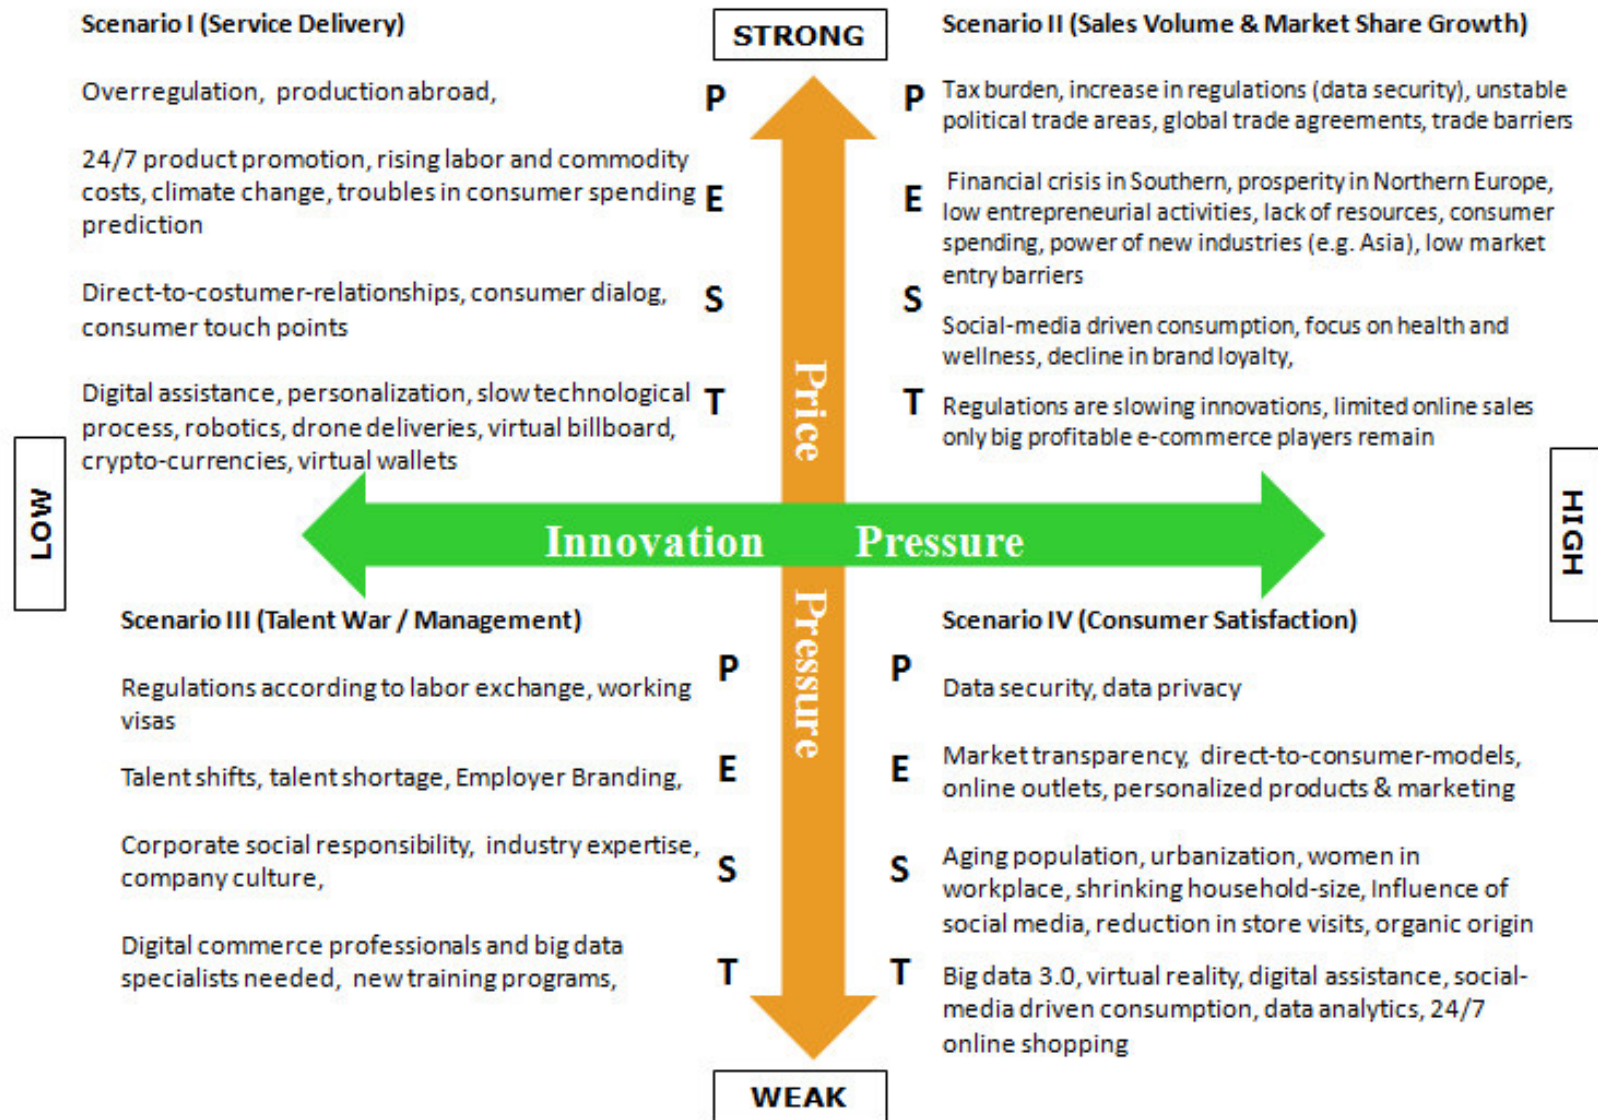 STRONG
Scenario I (Service Delivery)
Overregulation, production abroad,
P
24/7 product promotion, rising labor and commodity
costs, climate change, troubles in consumer spending
prediction
E
Direct-to-costumer-relationships, consumer dialog,
consumer touch points
S
Digital assistance, personalization, slow technological
process, robotics, drone deliveries, virtual billboard,
crypto-currencies, virtual wallets
T
Scenario II (Sales Volume & Market Share Growth)
P
Tax burden, increase in regulations (data security), unstable
political trade areas, global trade agreements, trade barriers
E
Financial crisis in Southern, prosperity in Northern Europe,
low entrepreneurial activities, lack of resources, consumer
spending, power of new industries (e.g. Asia), low market
entry barriers
S
Social-media driven consumption, focus on health and
wellness, decline in brand loyalty,
T
Regulations are slowing innovations, limited online sales
only big profitable e-commerce players remain
LOW
Innovation Pressure
HIGH
Price Pressure
Scenario III (Talent War / Management)
P
Regulations according to labor exchange, working
visas
E
Talent shifts, talent shortage, Employer Branding,
S
Corporate social responsibility, industry expertise,
company culture,
T
Digital commerce professionals and big data
specialists needed, new training programs,
Scenario IV (Consumer Satisfaction)
P
Data security, data privacy
E
Market transparency, direct-to-consumer-models,
online outlets, personalized products & marketing
S
Aging population, urbanization, women in
workplace, shrinking household-size, Influence of
social media, reduction in store visits, organic origin
T
Big data 3.0, virtual reality, digital assistance, social-
media driven consumption, data analytics, 24/7
online shopping
WEAK